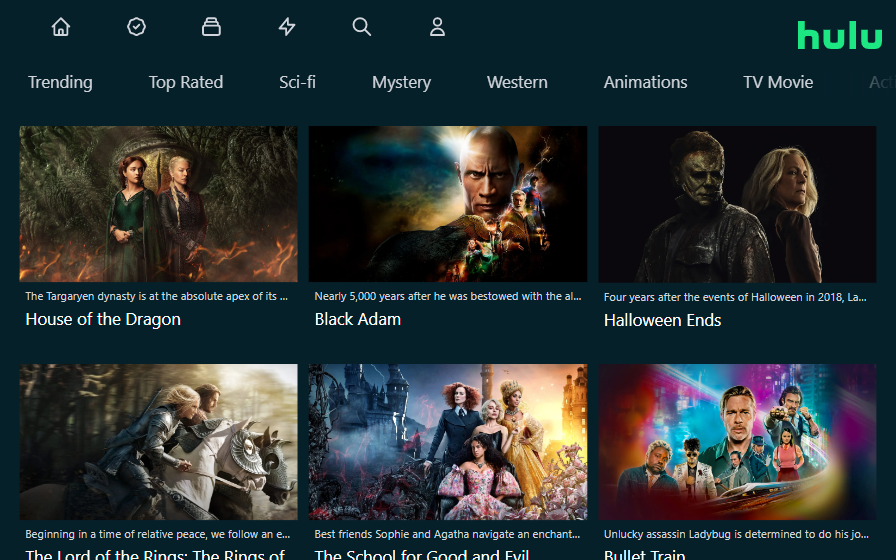 hulu
Trending Top Rated Sci-fi Mystery Western Animations TV Movie Acti
The Targaryen dynasty is at the absolute apex of its ...
House of the Dragon
Nearly 5,000 years after he was bestowed with the al...
Black Adam
Four years after the events of Halloween in 2018, La...
Halloween Ends
Beginning in a time of relative peace, we follow an e...
The Lord of the Rings: The Rings of
Best friends Sophie and Agatha navigate an enchant...
The School for Good and Evil
Unlucky assassin Ladybug is determined to do his jo...
Bullet Train